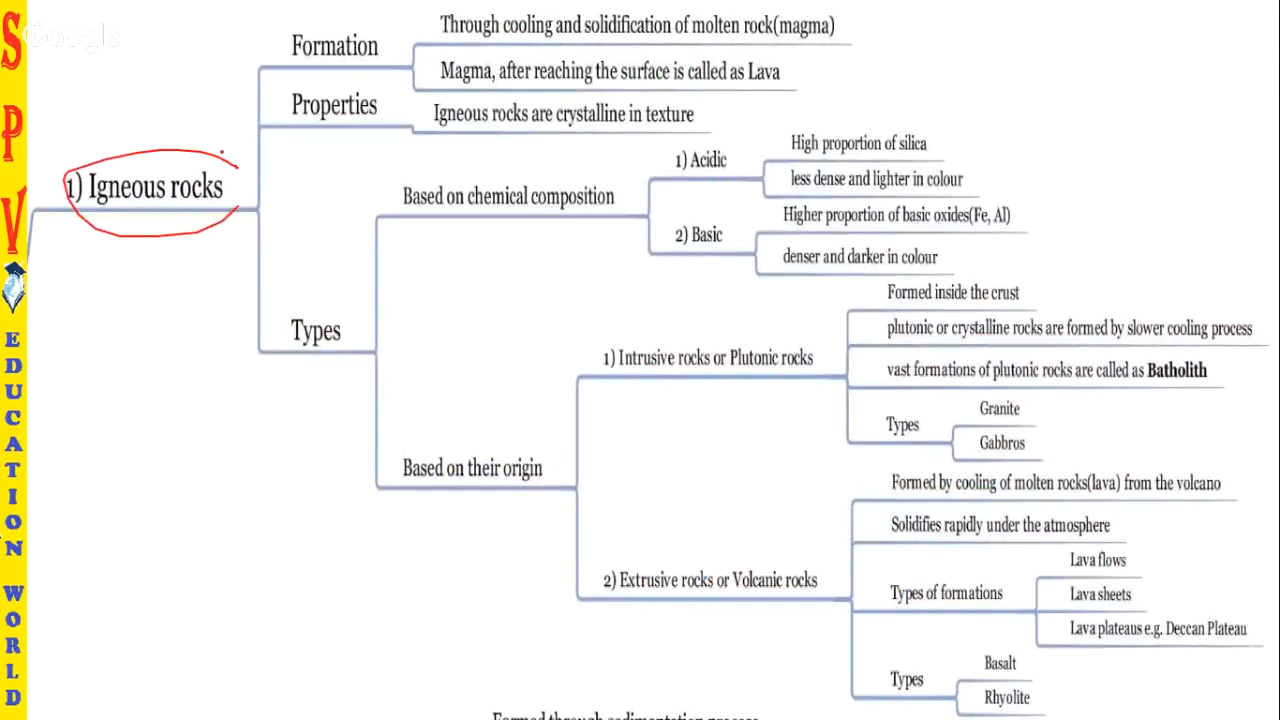 S P V
EDUCATION WORLD
Google
1) Igneous rocks
Formation
Through cooling and solidification of molten rock(magma)
Magma, after reaching the surface is called as Lava
Properties
Igneous rocks are crystalline in texture
Types
Based on chemical composition
1) Acidic
High proportion of silica
less dense and lighter in colour
2) Basic
Higher proportion of basic oxides(Fe, Al)
denser and darker in colour
Based on their origin
1) Intrusive rocks or Plutonic rocks
Formed inside the crust
plutonic or crystalline rocks are formed by slower cooling process
vast formations of plutonic rocks are called as Batholith
Types
Granite
Gabbros
2) Extrusive rocks or Volcanic rocks
Formed by cooling of molten rocks(lava) from the volcano
Solidifies rapidly under the atmosphere
Types of formations
Lava flows
Lava sheets
Lava plateaus e.g. Deccan Plateau
Types
Basalt
Rhyolite
Formed through sedimentation process